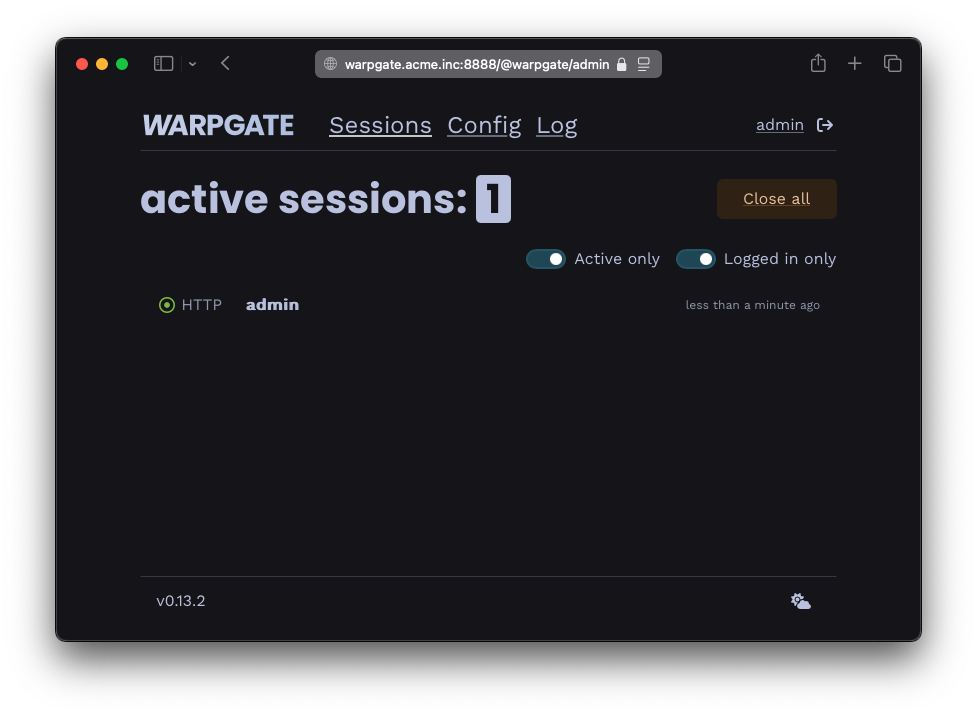 warpgate.acme.inc:8888/@warpgate/admin
WARPGATE Sessions Config Log admin
active sessions: 1 Close all
Active only Logged in only
HTTP admin less than a minute ago
v0.13.2